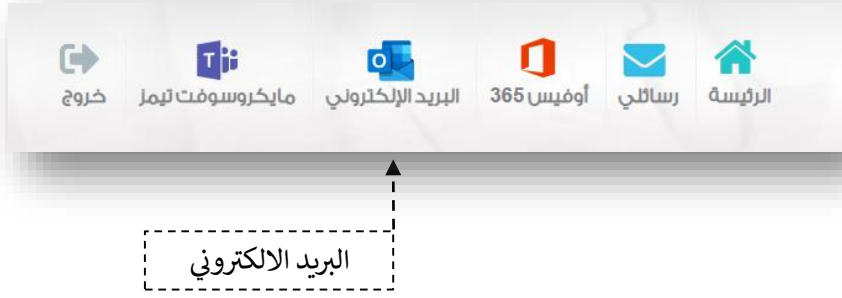 الرئيسة رسائلي أوفيس 365 البريد الإلكتروني مايكروسوفت تيمز خروج
البريد الالكتروني